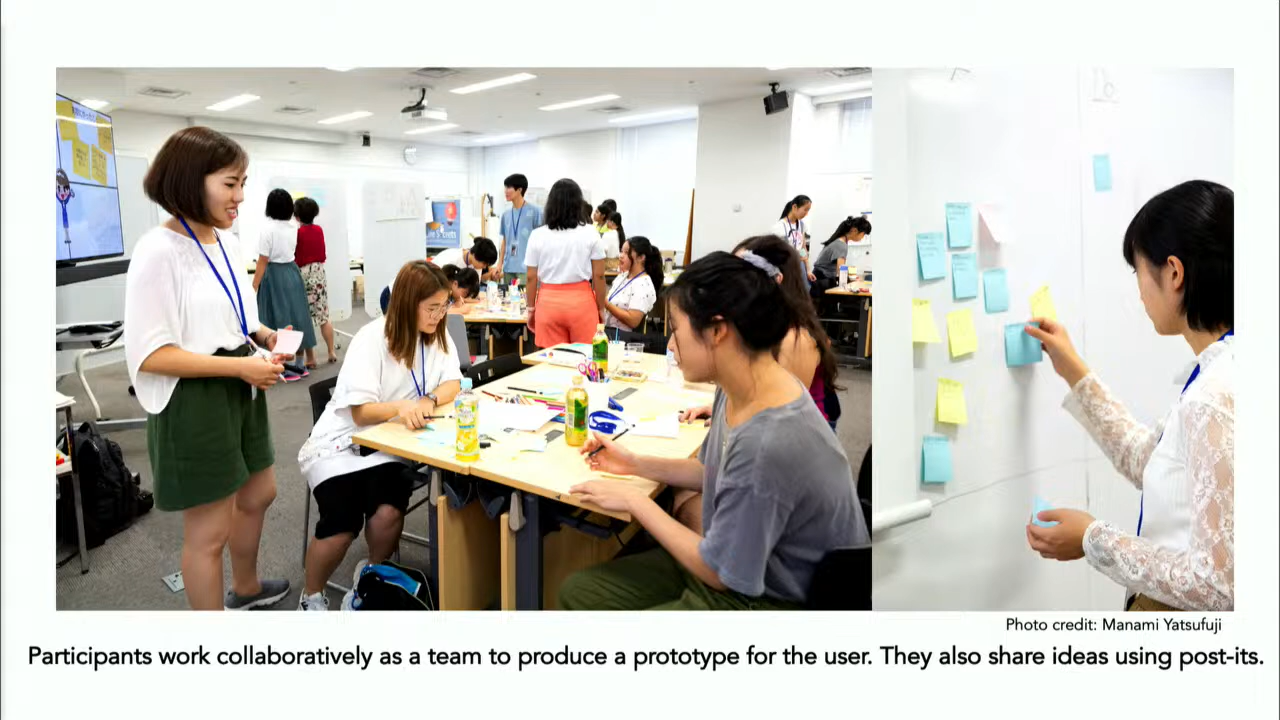 Photo credit: Manami Yatsufuji
Participants work collaboratively as a team to produce a prototype for the user. They also share ideas using post-its.